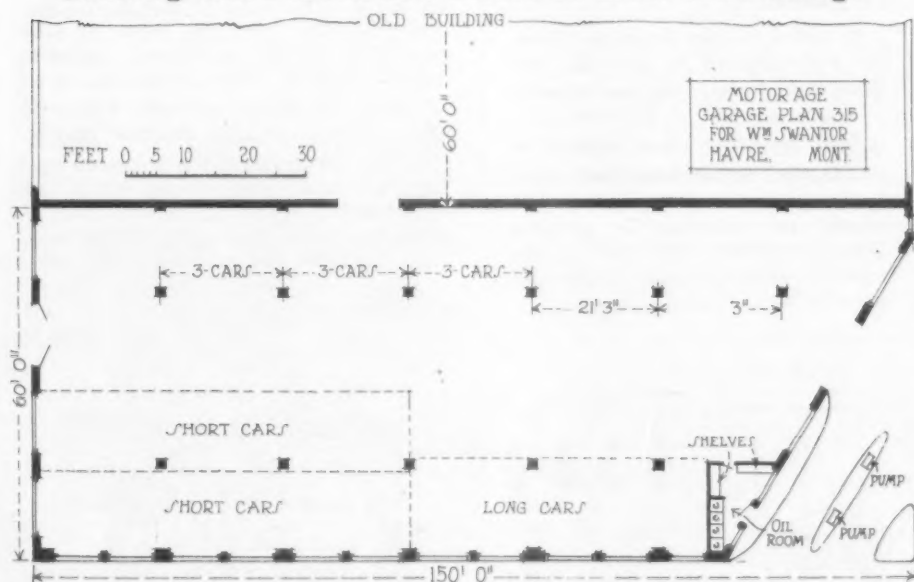 OLD BUILDING
60' 0"
MOTOR AGE
GARAGE PLAN 315
FOR WM SWANTOR
HAVRE, MONT.
FEET 0 5 10 20 30
3-CARS 3-CARS 3-CARS
21' 3" 3"
60' 0"
SHORT CARS
SHELVES
SHORT CARS
LONG CARS
PUMP
OIL
ROOM
PUMP
150' 0"